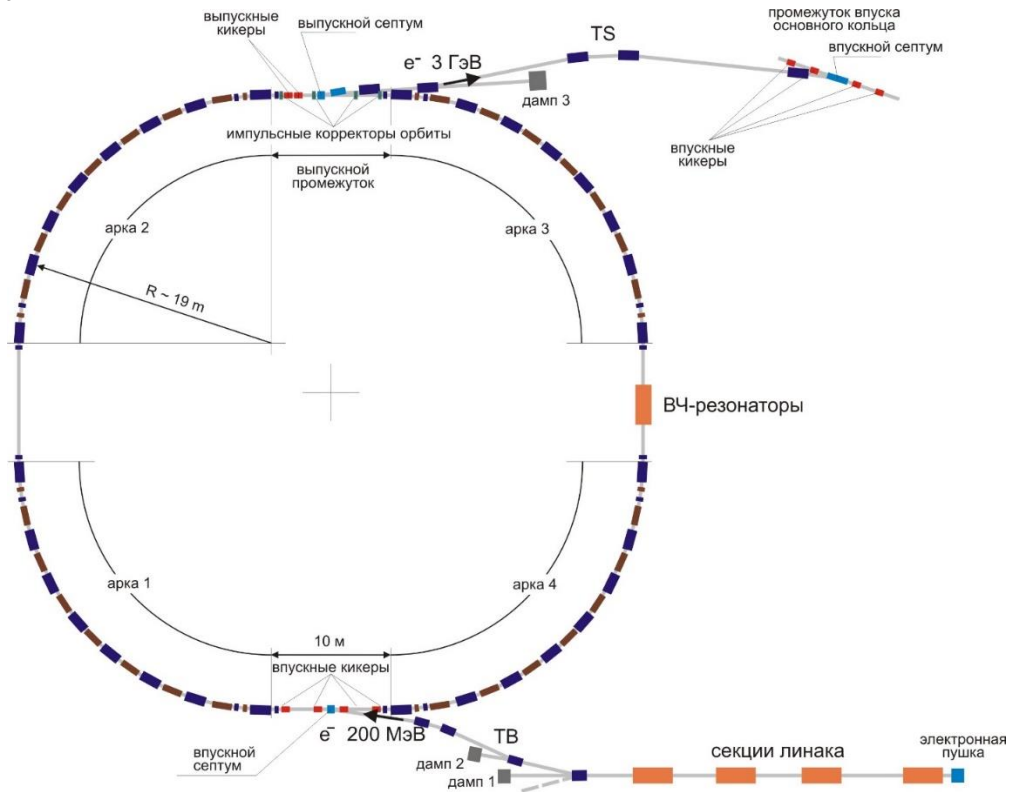 выпускные
кикеры
выпускной септум
e⁻ 3 ГэВ
TS
промежуток впуска
основного кольца
впускной септум
дамп 3
впускные
кикеры
импульсные корректоры орбиты
выпускной
промежуток
арка 2
арка 3
R ~ 19 m
ВЧ-резонаторы
арка 1
арка 4
10 м
впускные кикеры
e⁻ 200 МэВ
впускной
септум
TB
дамп 2
дамп 1
секции линака
электронная
пушка